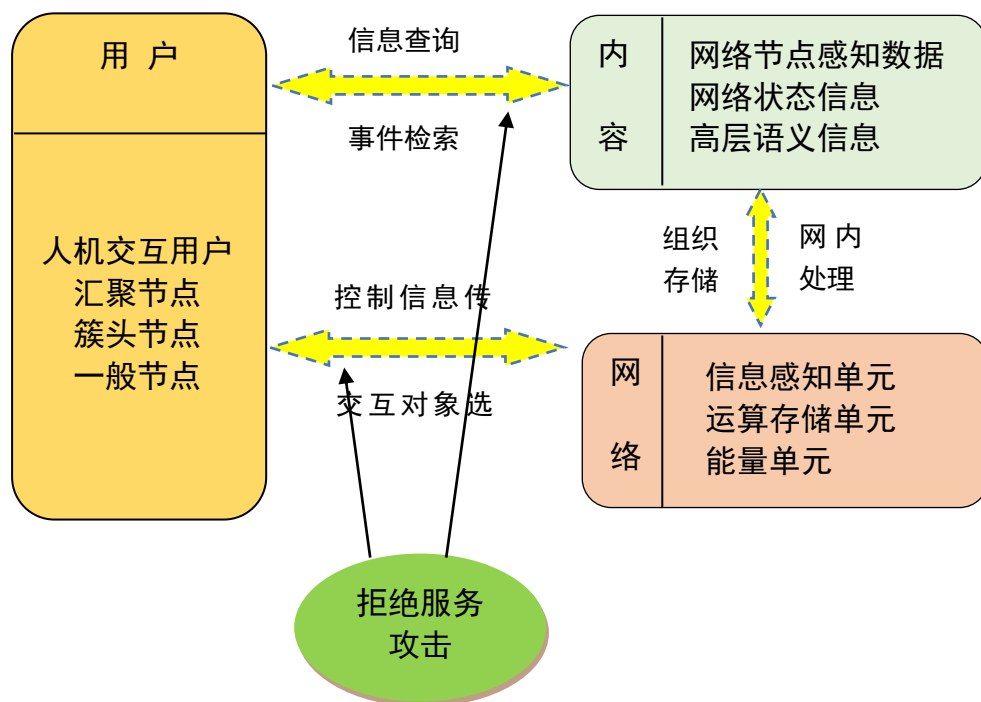 用 户
人机交互用户
汇聚节点
簇头节点
一般节点
信息查询
事件检索
控制信息传
交互对象选
内
容
网络节点感知数据
网络状态信息
高层语义信息
组织
存储
网 内
处理
网
络
信息感知单元
运算存储单元
能量单元
拒绝服务
攻击